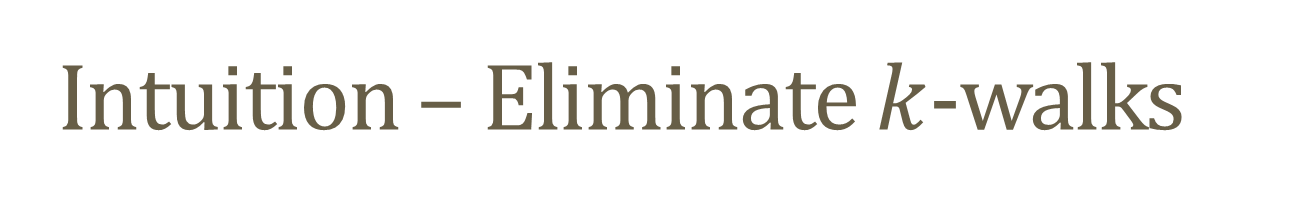 Intuition – Eliminate k-walks